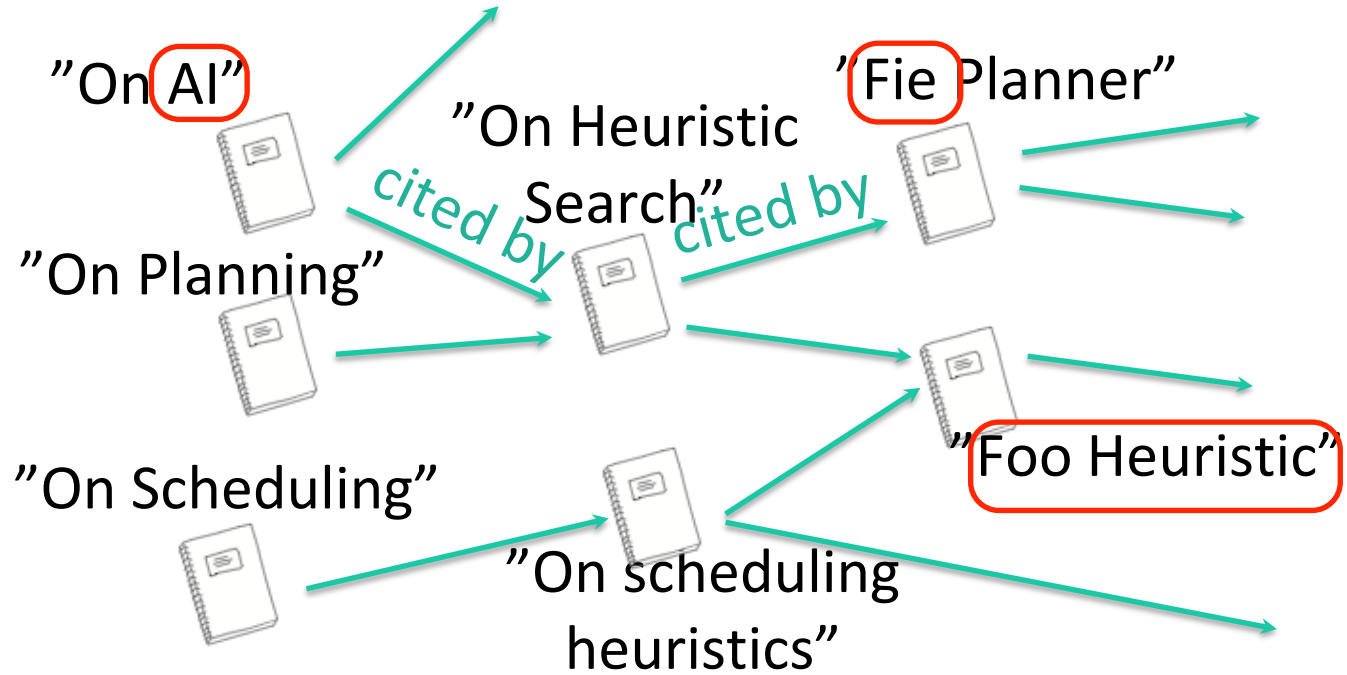 ”On AI”
”Fie Planner”
”On Heuristic
Search”
cited by
cited by
”On Planning”
”Foo Heuristic”
”On Scheduling”
”On scheduling
heuristics”